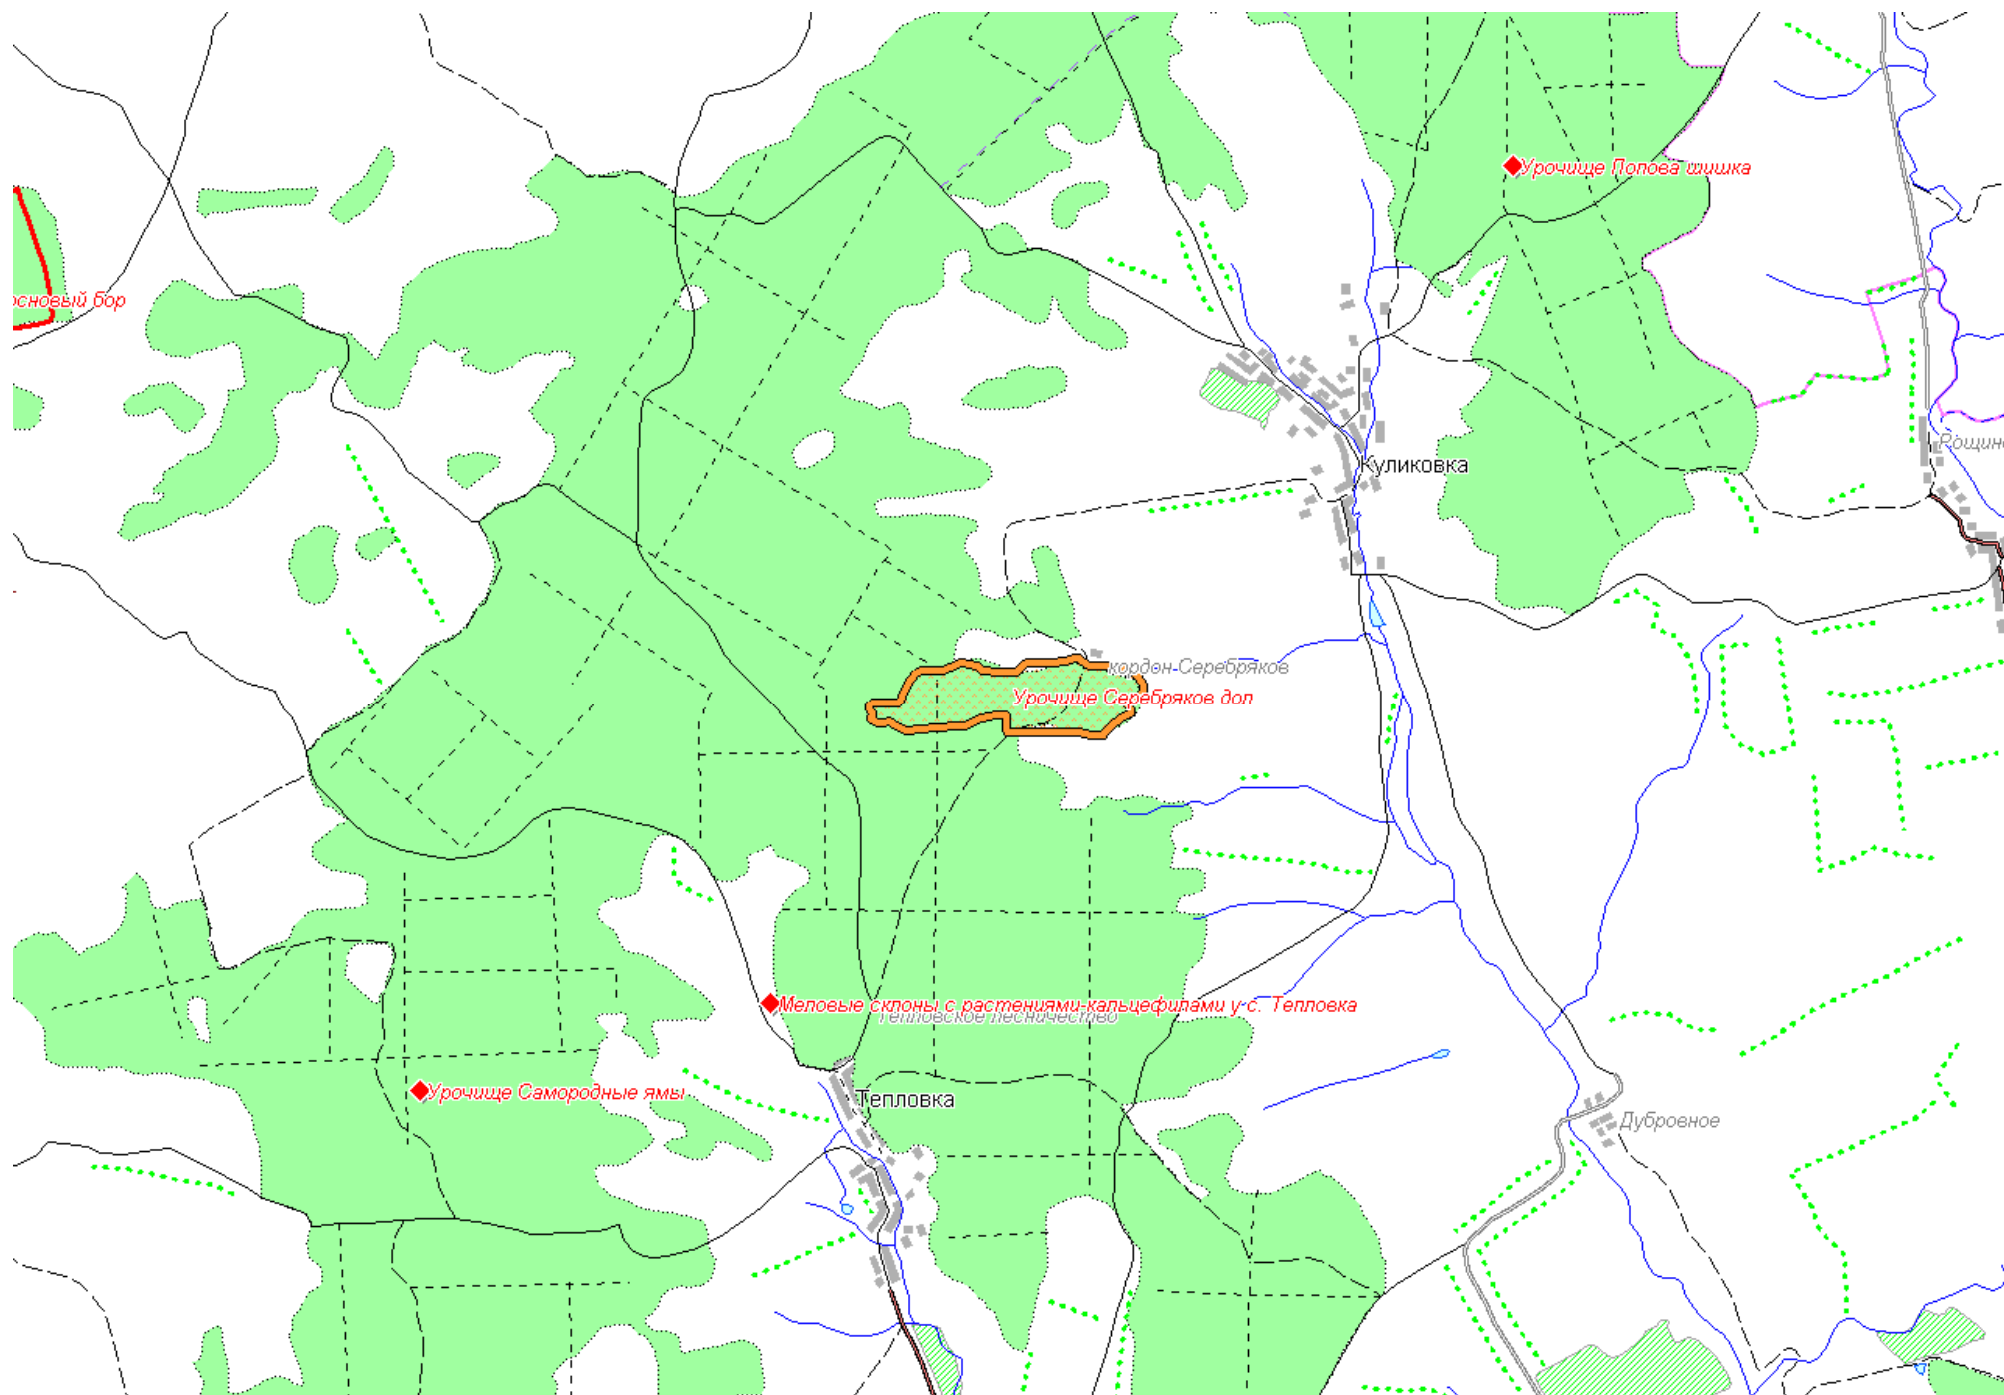 Урочище Попова шишка
основый бор
Рощино
Куликовка
кордон Серебряков
Урочище Серебряков дол
Меловые склоны с растениями-кальцефилами у с. Тепловка
Тепловское лесничество
Урочище Самородные ямы
Тепловка
Дубровное